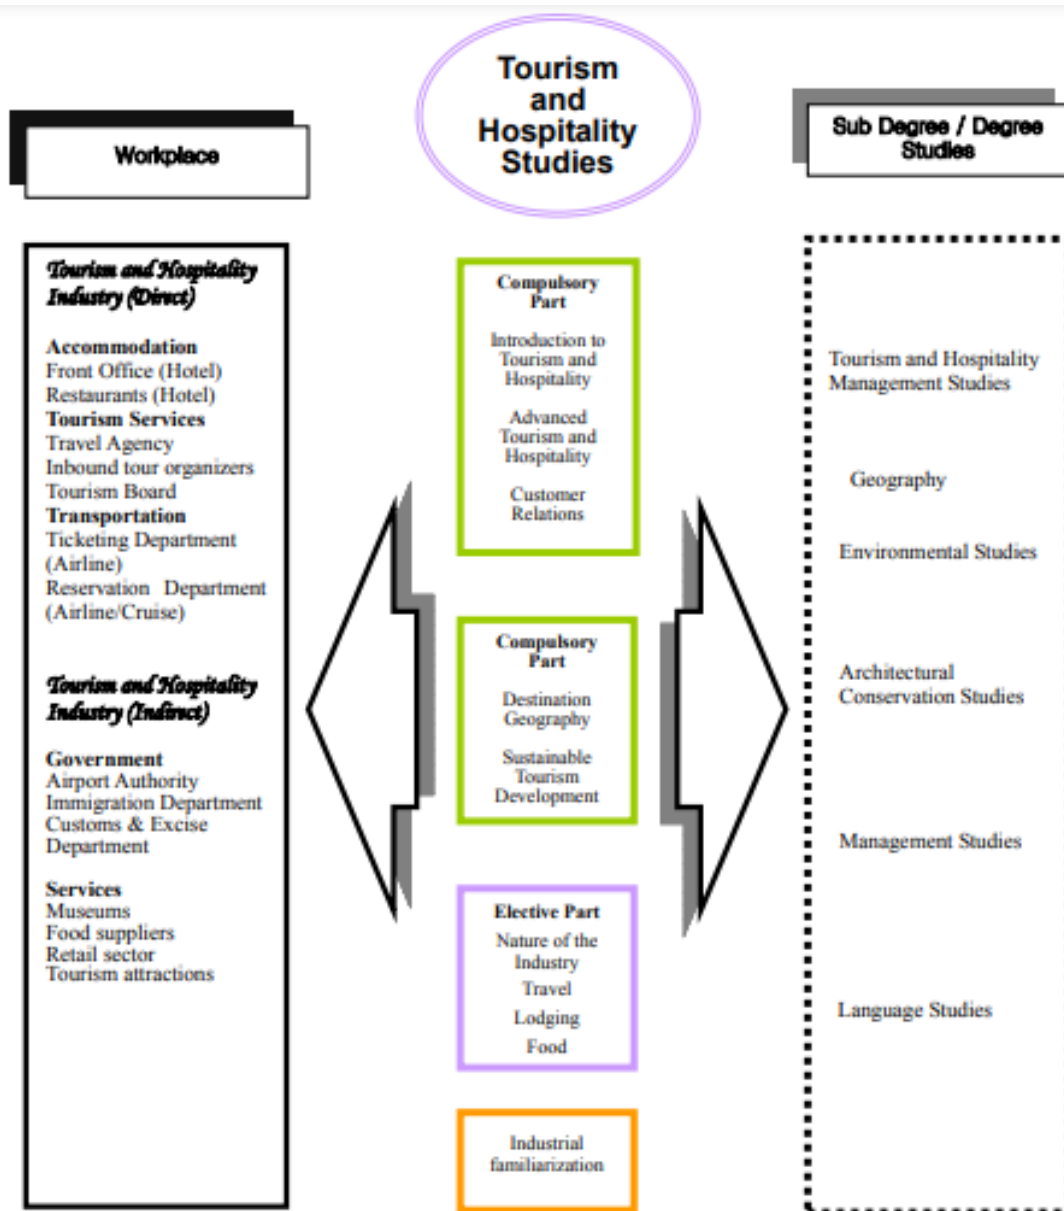 Tourism
and
Hospitality
Studies
Workplace
Sub Degree / Degree
Studies
Tourism and Hospitality
Industry (Direct)
Accommodation
Front Office (Hotel)
Restaurants (Hotel)
Tourism Services
Travel Agency
Inbound tour organizers
Tourism Board
Transportation
Ticketing Department
(Airline)
Reservation Department
(Airline/Cruise)
Tourism and Hospitality
Industry (Indirect)
Government
Airport Authority
Immigration Department
Customs & Excise
Department
Services
Museums
Food suppliers
Retail sector
Tourism attractions
Compulsory
Part
Introduction to
Tourism and
Hospitality
Advanced
Tourism and
Hospitality
Customer
Relations
Compulsory
Part
Destination
Geography
Sustainable
Tourism
Development
Elective Part
Nature of the
Industry
Travel
Lodging
Food
Industrial
familiarization
Tourism and Hospitality
Management Studies
Geography
Environmental Studies
Architectural
Conservation Studies
Management Studies
Language Studies